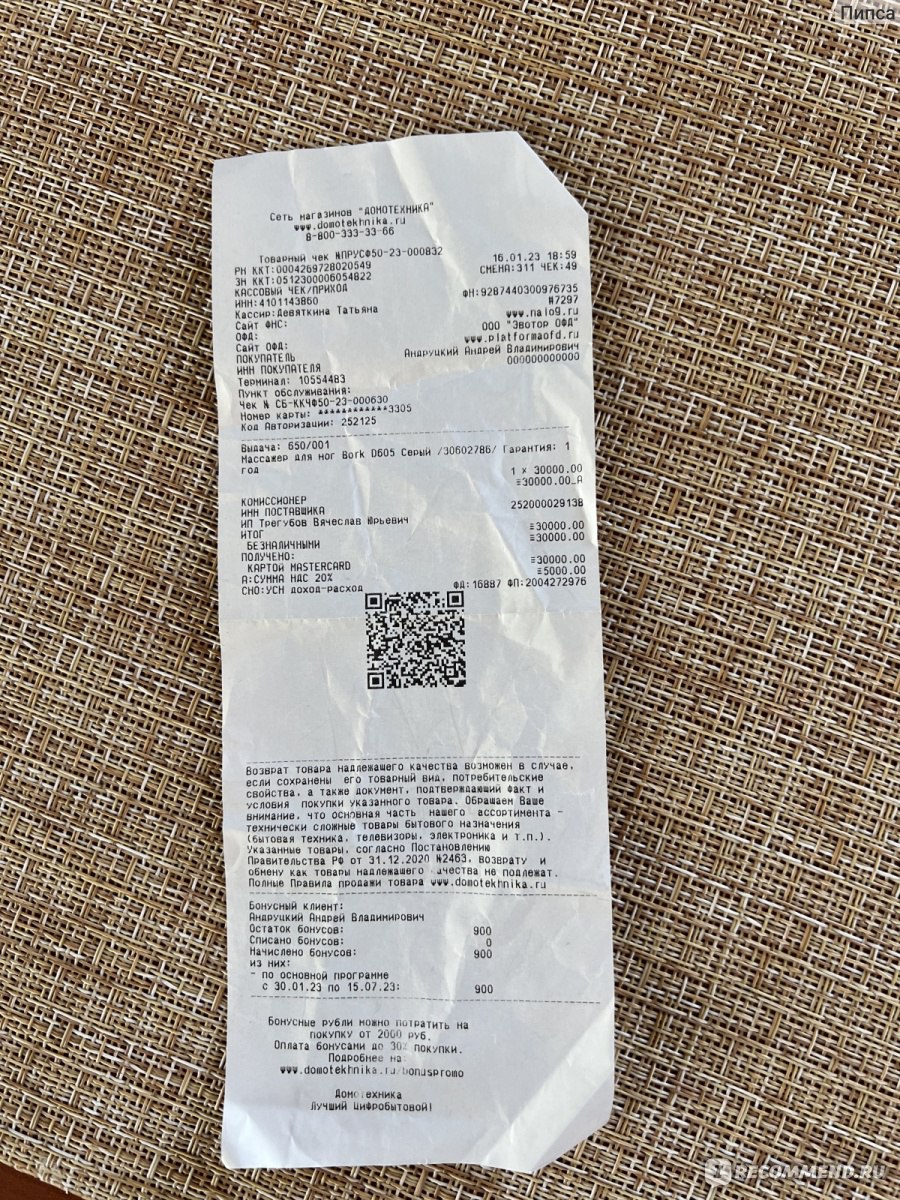 Пипса
Сеть магазинов "ДОМОТЕХНИКА"
www.domotekhnika.ru
8-800-333-33-66
Товарный чек №ПРУСФ50-23-000832
РН ККТ:0004269728020549 16.01.23 18:59
ЗН ККТ:0512300006054822 СМЕНА:311 ЧЕК:49
КАССОВЫЙ ЧЕК/ПРИХОД
ИНН:4101143860 ФН:9287440300976735
Кассир:Девяткина Татьяна #7297
Сайт ФНС: www.nalog.ru
ОФД: ООО "Эвотор ОФД"
Сайт ОФД: www.platformaofd.ru
ПОКУПАТЕЛЬ Андруцкий Андрей Владимирович
ИНН ПОКУПАТЕЛЯ 000000000000
Терминал: 10554483
Пункт обслуживания:
Чек № СБ-ККЧФ50-23-000630
Номер карты: ************3305
Код Авторизации: 252125
Выдача: 650/001
Массажер для ног Bork D605 Серый /30602786/ Гарантия: 1
год
1 x 30000.00
=30000.00_А
КОМИССИОНЕР
ИНН ПОСТАВЩИКА 252000029138
ИП Трегубов Вячеслав Юрьевич
ИТОГ =30000.00
БЕЗНАЛИЧНЫМИ =30000.00
ПОЛУЧЕНО:
КАРТОЙ MASTERCARD =30000.00
А:СУММА НДС 20% =5000.00
СНО:УСН доход-расход ФД:16887 ФП:2004272976
Возврат товара надлежащего качества возможен в случае,
если сохранены его товарный вид, потребительские
свойства, а также документ, подтверждающий факт и
условия покупки указанного товара. Обращаем Ваше
внимание, что основная часть нашего ассортимента -
технически сложные товары бытового назначения
(бытовая техника, телевизоры, электроника и т.п.).
Указанные товары, согласно Постановлению
Правительства РФ от 31.12.2020 №2463, возврату и
обмену как товары надлежащего качества не подлежат.
Полные Правила продажи товара www.domotekhnika.ru
Бонусный клиент:
Андруцкий Андрей Владимирович
Остаток бонусов: 900
Списано бонусов: 0
Начислено бонусов: 900
из них:
- по основной программе
с 30.01.23 по 15.07.23: 900
Бонусные рубли можно потратить на
покупку от 2000 руб.
Оплата бонусами до 30% покупки.
Подробнее на:
www.domotekhnika.ru/bonuspromo
Домотехника
Лучший цифробытовой!
RECOMMEND.RU